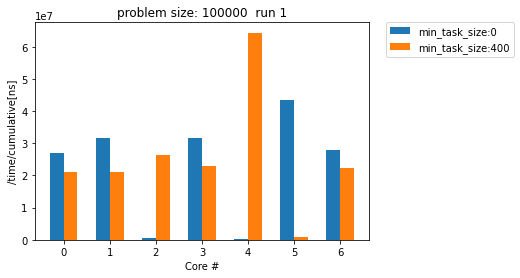 problem size: 100000  run 1
1e7
min_task_size:0
min_task_size:400
/time/cumulative[ns]
6
5
4
3
2
1
0
0 1 2 3 4 5 6
Core #